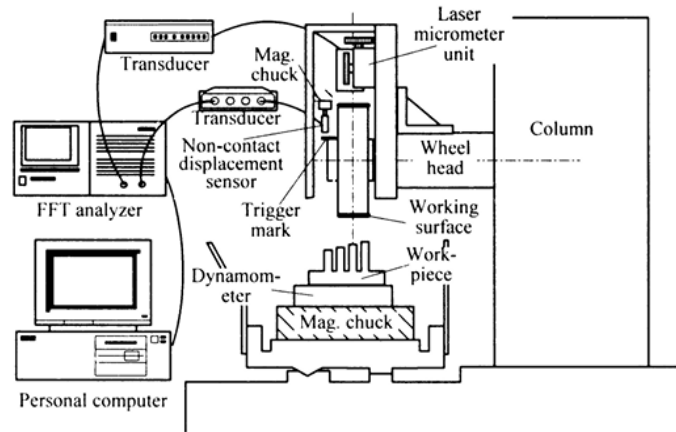 Transducer
Mag.
chuck
Laser
micrometer
unit
Transducer
Non-contact
displacement
sensor
Trigger
mark
FFT analyzer
Wheel
head
Column
Working
surface
Work-
piece
Dynamom-
eter
Mag. chuck
Personal computer